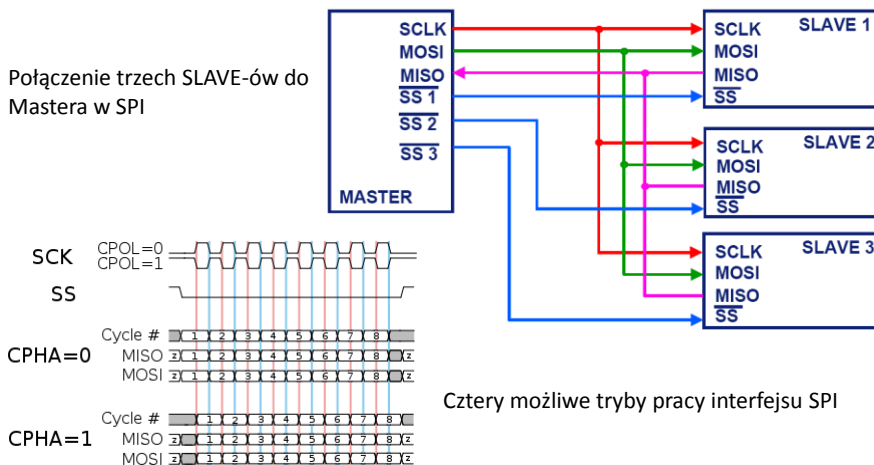 Połączenie trzech SLAVE-ów do
Mastera w SPI
SCLK
MOSI
MISO
SS 1
SS 2
SS 3
MASTER
SLAVE 1
SCLK
MOSI
MISO
SS
SLAVE 2
SCLK
MOSI
MISO
SS
SLAVE 3
SCLK
MOSI
MISO
SS
SCK
CPOL=0
CPOL=1
SS
CPHA=0
Cycle # 1 2 3 4 5 6 7 8
MISO z 1 2 3 4 5 6 7 8 z
MOSI z 1 2 3 4 5 6 7 8 z
CPHA=1
Cycle # 1 2 3 4 5 6 7 8
MISO z 1 2 3 4 5 6 7 8 z
MOSI z 1 2 3 4 5 6 7 8 z
Cztery możliwe tryby pracy interfejsu SPI